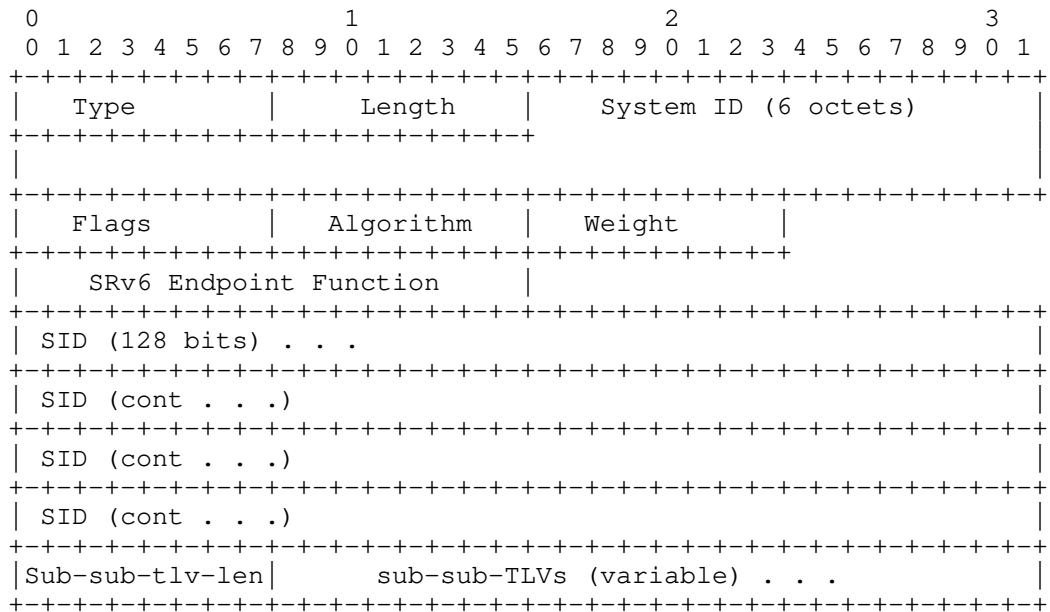 0                   1                   2                   3
 0 1 2 3 4 5 6 7 8 9 0 1 2 3 4 5 6 7 8 9 0 1 2 3 4 5 6 7 8 9 0 1
+-+-+-+-+-+-+-+-+-+-+-+-+-+-+-+-+-+-+-+-+-+-+-+-+-+-+-+-+-+-+-+-+
|   Type        |     Length    |    System ID (6 octets)       |
+-+-+-+-+-+-+-+-+-+-+-+-+-+-+-+-+                               |
|                                                               |
+-+-+-+-+-+-+-+-+-+-+-+-+-+-+-+-+-+-+-+-+-+-+-+-+-+-+-+-+-+-+-+-+
|   Flags       |   Algorithm   |   Weight      |
+-+-+-+-+-+-+-+-+-+-+-+-+-+-+-+-+-+-+-+-+-+-+-+-+
|    SRv6 Endpoint Function     |
+-+-+-+-+-+-+-+-+-+-+-+-+-+-+-+-+-+-+-+-+-+-+-+-+-+-+-+-+-+-+-+-+
| SID (128 bits) . . .                                          |
+-+-+-+-+-+-+-+-+-+-+-+-+-+-+-+-+-+-+-+-+-+-+-+-+-+-+-+-+-+-+-+-+
| SID (cont . . .)                                              |
+-+-+-+-+-+-+-+-+-+-+-+-+-+-+-+-+-+-+-+-+-+-+-+-+-+-+-+-+-+-+-+-+
| SID (cont . . .)                                              |
+-+-+-+-+-+-+-+-+-+-+-+-+-+-+-+-+-+-+-+-+-+-+-+-+-+-+-+-+-+-+-+-+
| SID (cont . . .)                                              |
+-+-+-+-+-+-+-+-+-+-+-+-+-+-+-+-+-+-+-+-+-+-+-+-+-+-+-+-+-+-+-+-+
|Sub-sub-tlv-len|      sub-sub-TLVs (variable) . . .            |
+-+-+-+-+-+-+-+-+-+-+-+-+-+-+-+-+-+-+-+-+-+-+-+-+-+-+-+-+-+-+-+-+